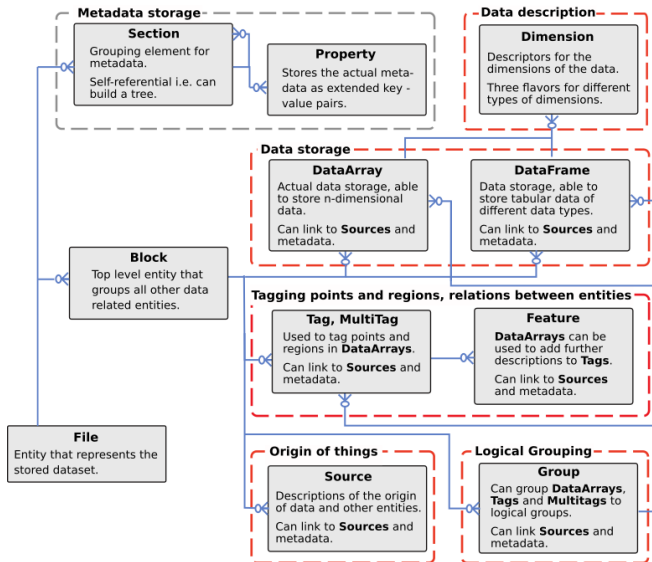 Metadata storage
Section
Grouping element for
metadata.
Self-referential i.e. can
build a tree.
Property
Stores the actual meta-
data as extended key -
value pairs.
Data description
Dimension
Descriptors for the
dimensions of the data.
Three flavors for different
types of dimensions.
Data storage
DataArray
Actual data storage, able
to store n-dimensional
data.
Can link to Sources and
metadata.
DataFrame
Data storage, able to
store tabular data of
different data types.
Can link to Sources and
metadata.
Block
Top level entity that
groups all other data
related entities.
Tagging points and regions, relations between entities
Tag, MultiTag
Used to tag points and
regions in DataArrays.
Can link to Sources and
metadata.
Feature
DataArrays can be
used to add further
descriptions to Tags.
Can link to Sources
and metadata.
File
Entity that represents the
stored dataset.
Origin of things
Source
Descriptions of the origin
of data and other entities.
Can link to Sources and
metadata.
Logical Grouping
Group
Can group DataArrays,
Tags and Multitags to
logical groups.
Can link Sources and
metadata.